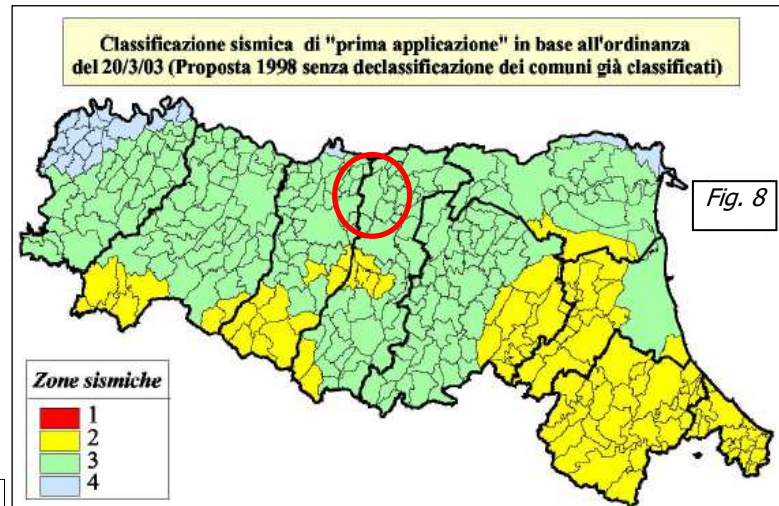 Classificazione sismica di "prima applicazione" in base all'ordinanza
del 20/3/03 (Proposta 1998 senza declassificazione dei comuni già classificati)
Fig. 8
Zone sismiche
1
2
3
4